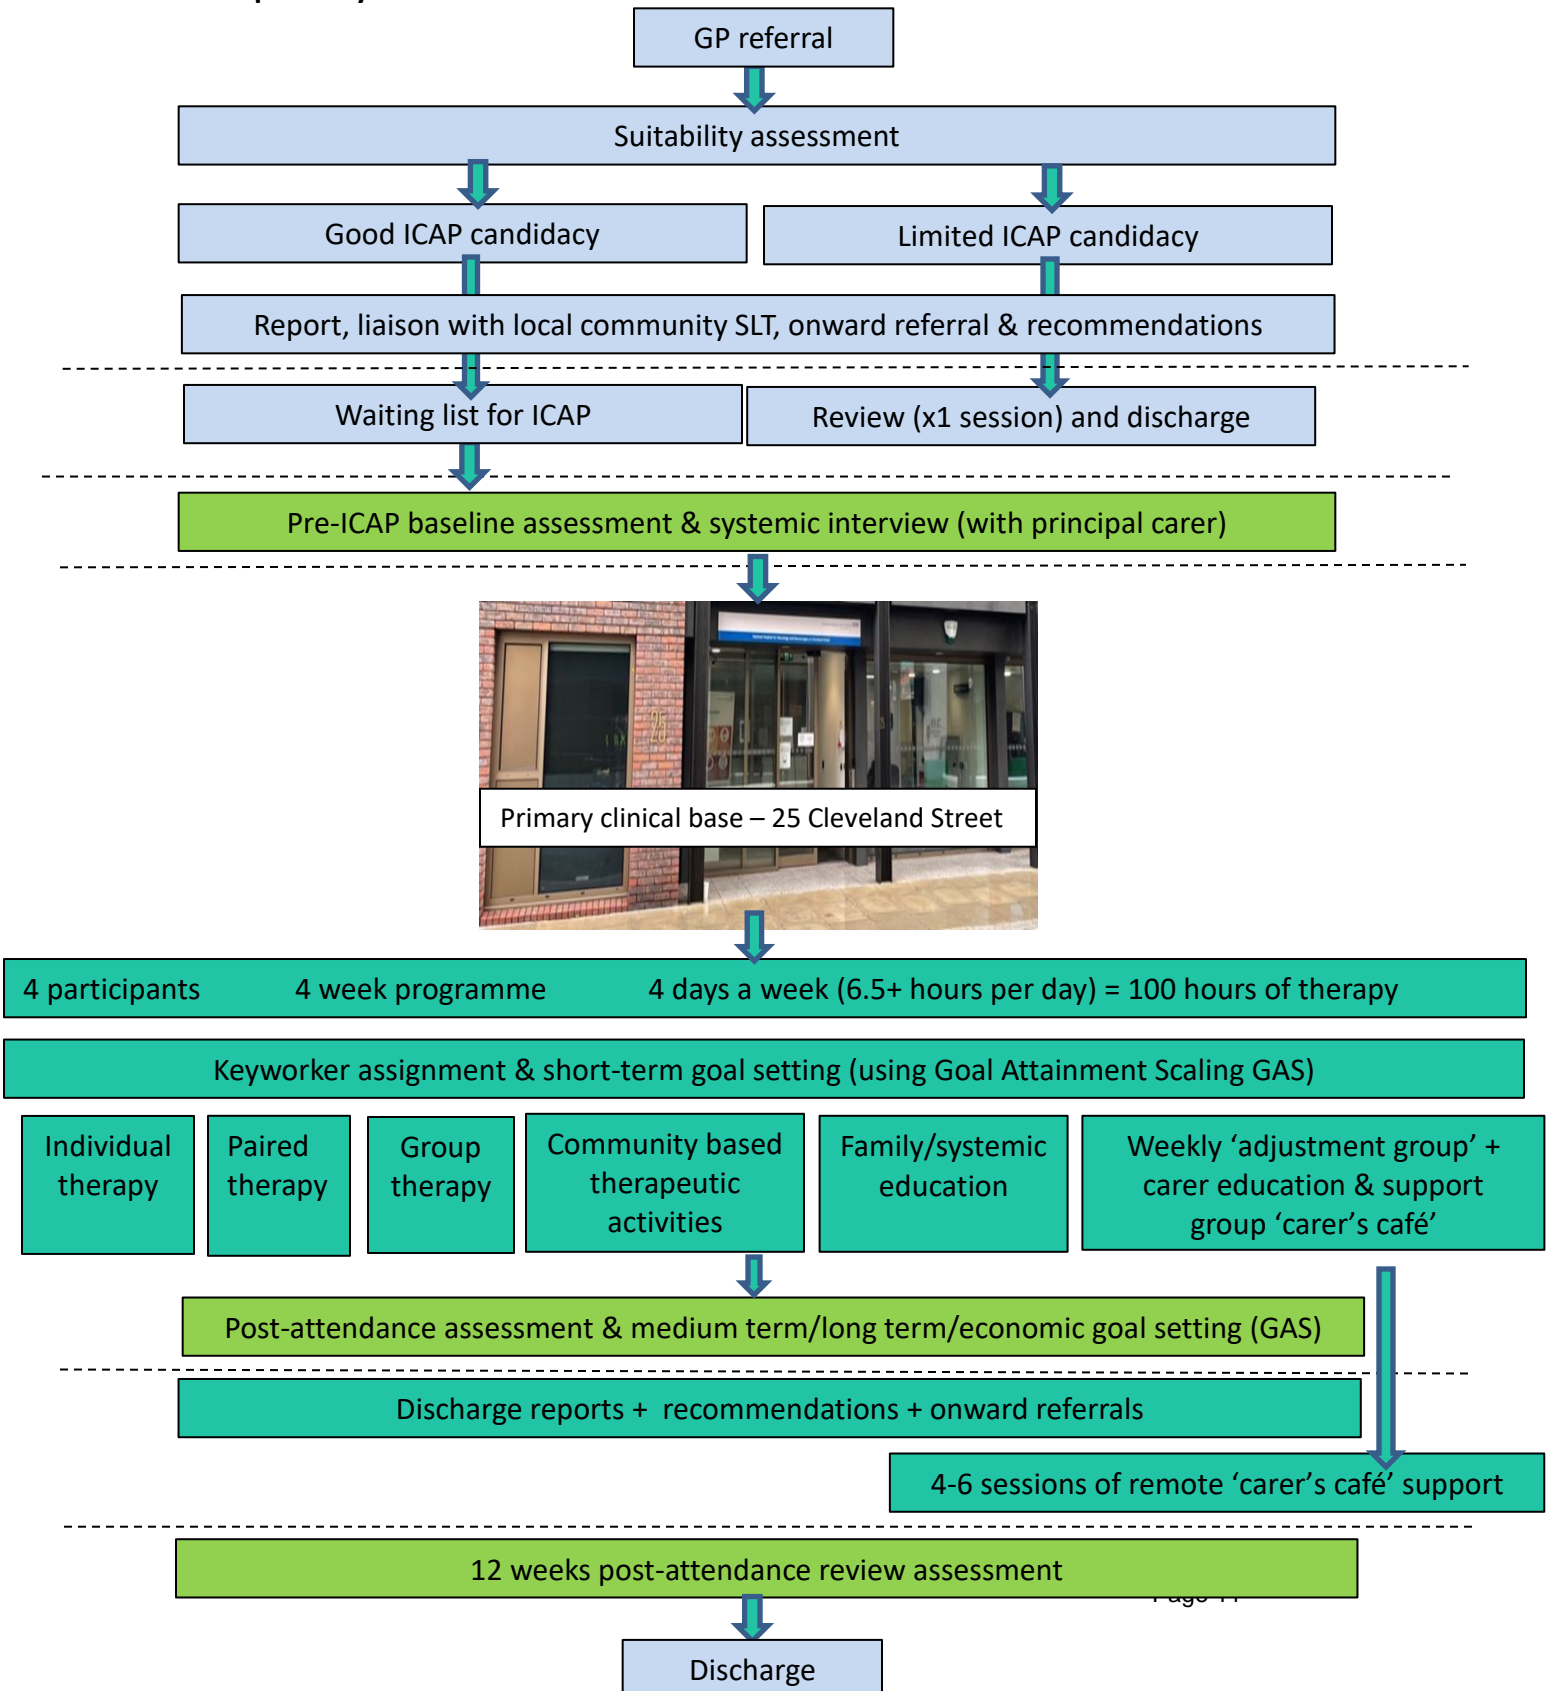 GP referral
Suitability assessment
Good ICAP candidacy
Limited ICAP candidacy
Report, liaison with local community SLT, onward referral & recommendations
Waiting list for ICAP
Review (x1 session) and discharge
Pre-ICAP baseline assessment & systemic interview (with principal carer)
25
Primary clinical base – 25 Cleveland Street
4 participants 4 week programme 4 days a week (6.5+ hours per day) = 100 hours of therapy
Keyworker assignment & short-term goal setting (using Goal Attainment Scaling GAS)
Individual
therapy
Paired
therapy
Group
therapy
Community based
therapeutic
activities
Family/systemic
education
Weekly ‘adjustment group’ +
carer education & support
group ‘carer’s café’
Post-attendance assessment & medium term/long term/economic goal setting (GAS)
Discharge reports + recommendations + onward referrals
4-6 sessions of remote ‘carer’s café’ support
12 weeks post-attendance review assessment
Discharge